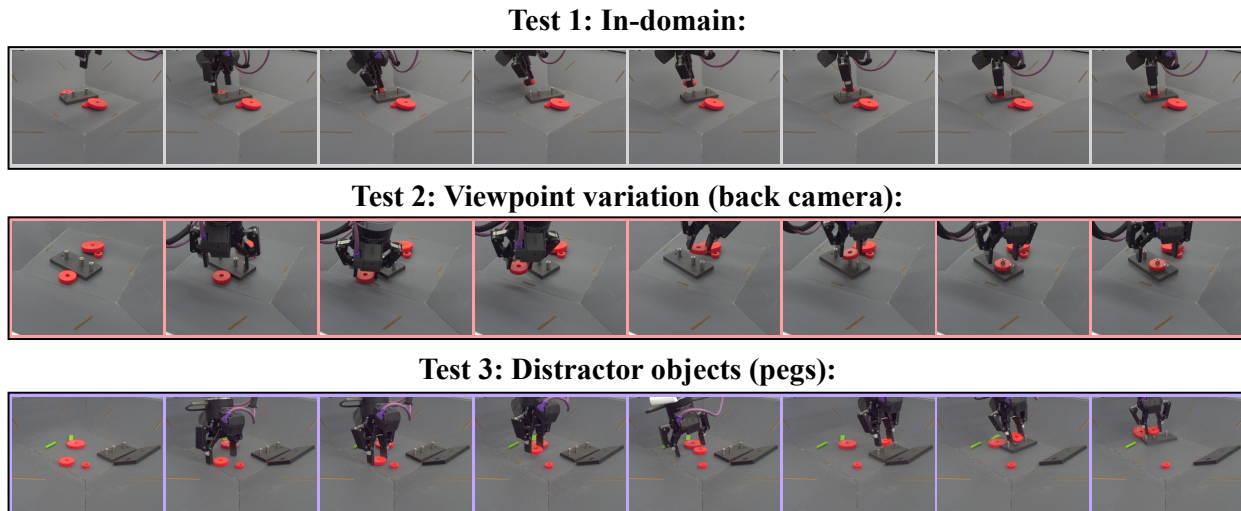 Test 1: In-domain:
Test 2: Viewpoint variation (back camera):
Test 3: Distractor objects (pegs):